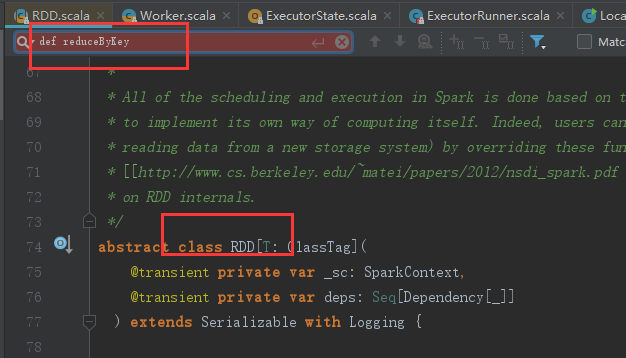 RDD.scala Worker.scala ExecutorState.scala ExecutorRunner.scala Local
def reduceByKey Matc
67 *
68 * All of the scheduling and execution in Spark is done based on t
69 * to implement its own way of computing itself. Indeed, users can
70 * reading data from a new storage system) by overriding these fun
71 * [[http://www.cs.berkeley.edu/~matei/papers/2012/nsdi_spark.pdf
72 * on RDD internals.
73 */
74 abstract class RDD[T: ClassTag](
75 @transient private var _sc: SparkContext,
76 @transient private var deps: Seq[Dependency[_]]
77 ) extends Serializable with Logging {
78